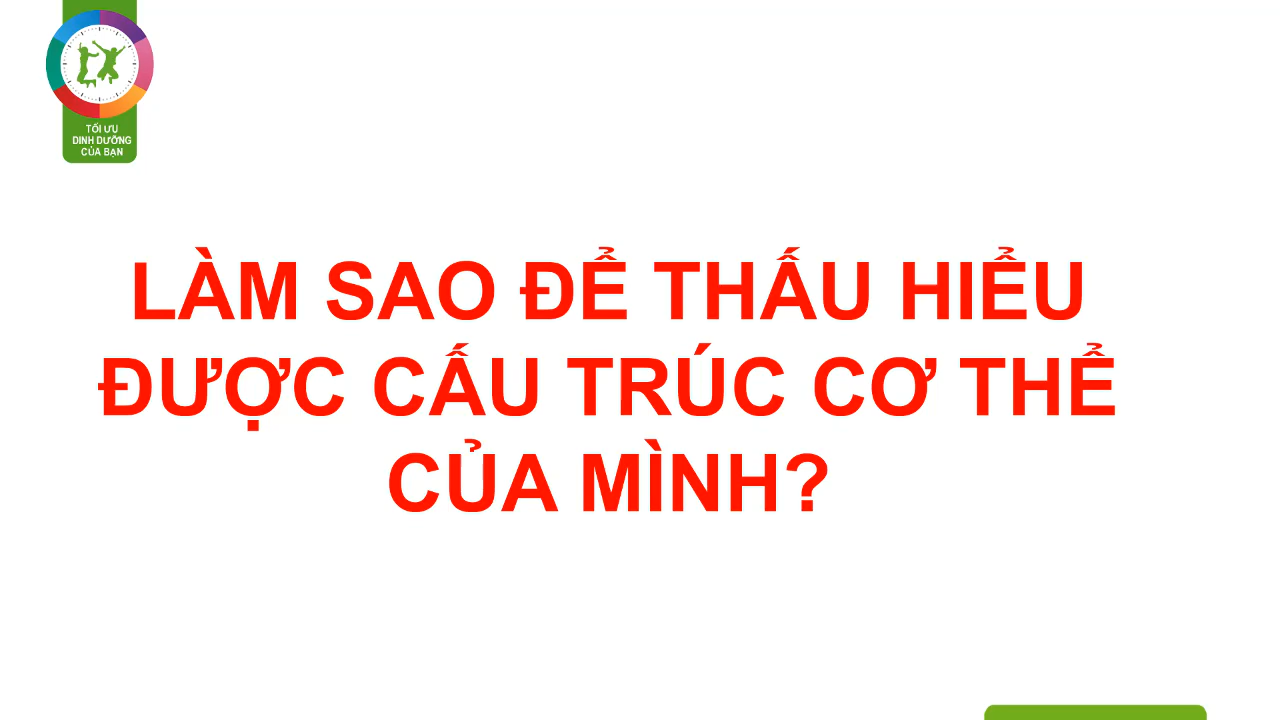 TỐI ƯU
DINH DƯỠNG
CỦA BẠN
LÀM SAO ĐỂ THẤU HIỂU
ĐƯỢC CẤU TRÚC CƠ THỂ
CỦA MÌNH?